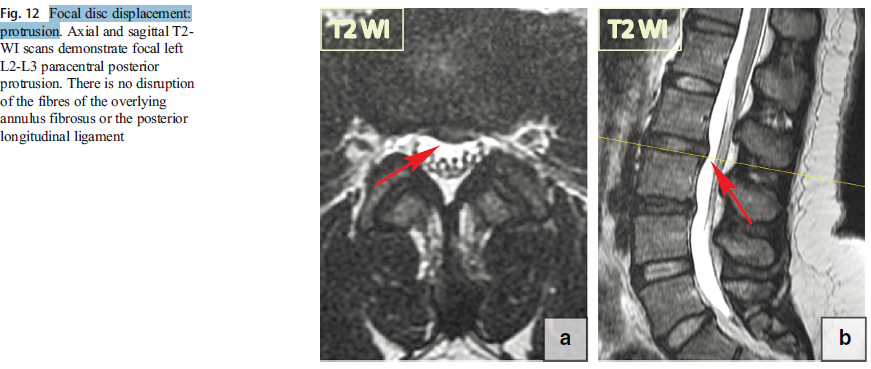 Fig. 12 Focal disc displacement:
protrusion. Axial and sagittal T2-
WI scans demonstrate focal left
L2-L3 paracentral posterior
protrusion. There is no disruption
of the fibres of the overlying
annulus fibrosus or the posterior
longitudinal ligament
T2 WI
a
T2 WI
b